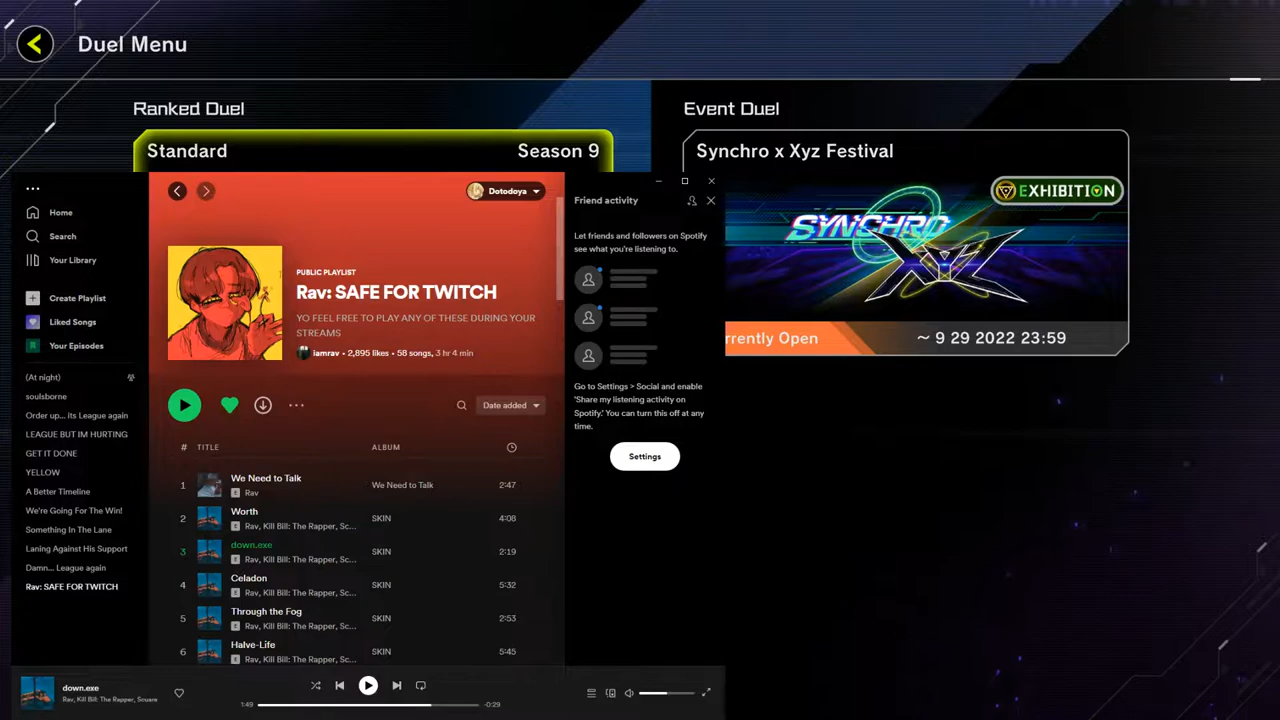 Duel Menu
Ranked Duel
Event Duel
Standard
Season 9
Synchro x Xyz Festival
EXHIBITION
SYNCHRO
XYZ
rrently Open
~ 9 29 2022 23:59
Home
Search
Your Library
Create Playlist
Liked Songs
Your Episodes
(At night)
soulsborne
Order up... its League again
LEAGUE BUT IM HURTING
GET IT DONE
YELLOW
A Better Timeline
We're Going For The Win!
Something In The Lane
Laning Against His Support
Damn... League again
Rav: SAFE FOR TWITCH
Dotodoya
PUBLIC PLAYLIST
Rav: SAFE FOR TWITCH
YO FEEL FREE TO PLAY ANY OF THESE DURING YOUR
STREAMS
iamrav • 2,895 likes • 58 songs, 3 hr 4 min
Date added
# TITLE ALBUM
1 We Need to Talk We Need to Talk 2:47
E Rav
2 Worth SKIN 4:08
E Rav, Kill Bill: The Rapper, Sc...
3 down.exe SKIN 2:19
E Rav, Kill Bill: The Rapper, Sc...
4 Celadon SKIN 5:32
E Rav, Kill Bill: The Rapper, Sc...
5 Through the Fog SKIN 2:53
E Rav, Kill Bill: The Rapper, Sc...
6 Halve-Life SKIN 5:45
E Rav, Kill Bill: The Rapper, Sc...
Friend activity
Let friends and followers on Spotify
see what you're listening to.
Go to Settings > Social and enable
'Share my listening activity on
Spotify.' You can turn this off at any
time.
Settings
down.exe
Rav, Kill Bill: The Rapper, Square
1:49
-0:29